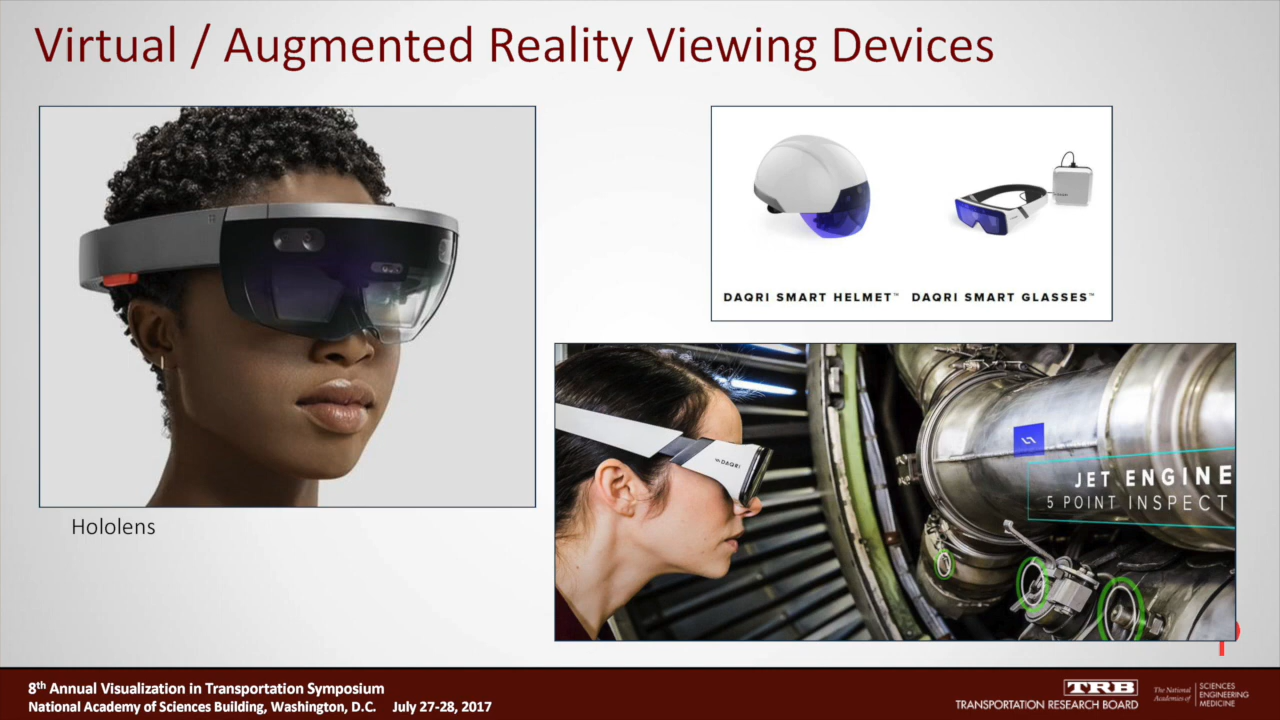 Virtual / Augmented Reality Viewing Devices
DAQRI SMART HELMET™ DAQRI SMART GLASSES™
DAQRI
JET ENGINE
5 POINT INSPECT
Hololens
8th Annual Visualization in Transportation Symposium
National Academy of Sciences Building, Washington, D.C. July 27-28, 2017
TRB
TRANSPORTATION RESEARCH BOARD
The National
Academies of
SCIENCES
ENGINEERING
MEDICINE